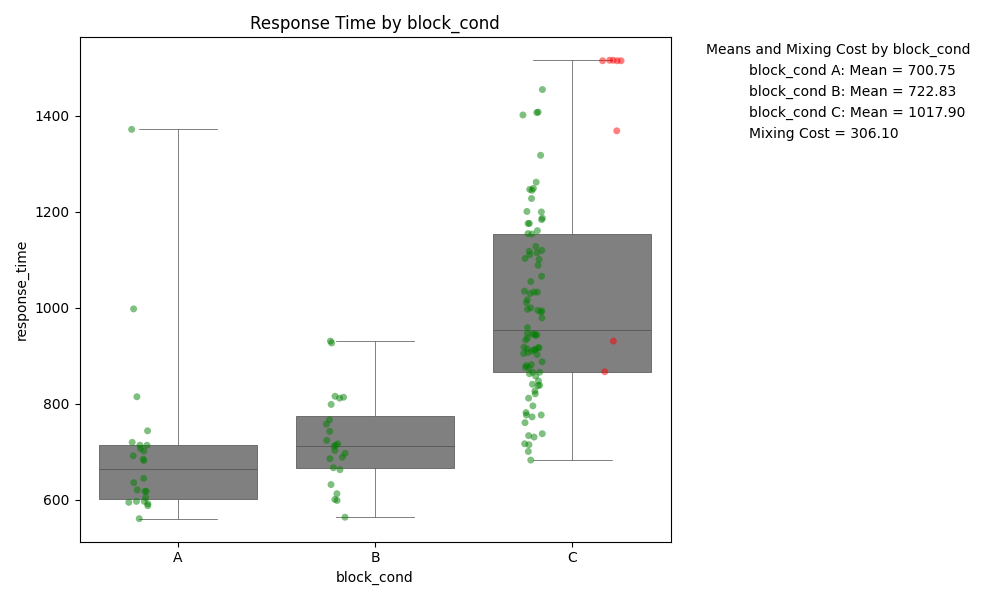 Response Time by block_cond
Means and Mixing Cost by block_cond
block_cond A: Mean = 700.75
block_cond B: Mean = 722.83
block_cond C: Mean = 1017.90
Mixing Cost = 306.10
response_time
1400
1200
1000
800
600
A
B
C
block_cond